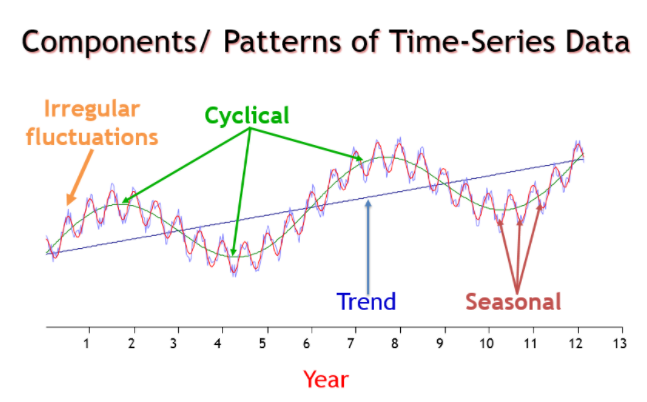 Components/ Patterns of Time-Series Data
Irregular
fluctuations
Cyclical
Trend
Seasonal
1 2 3 4 5 6 7 8 9 10 11 12 13
Year